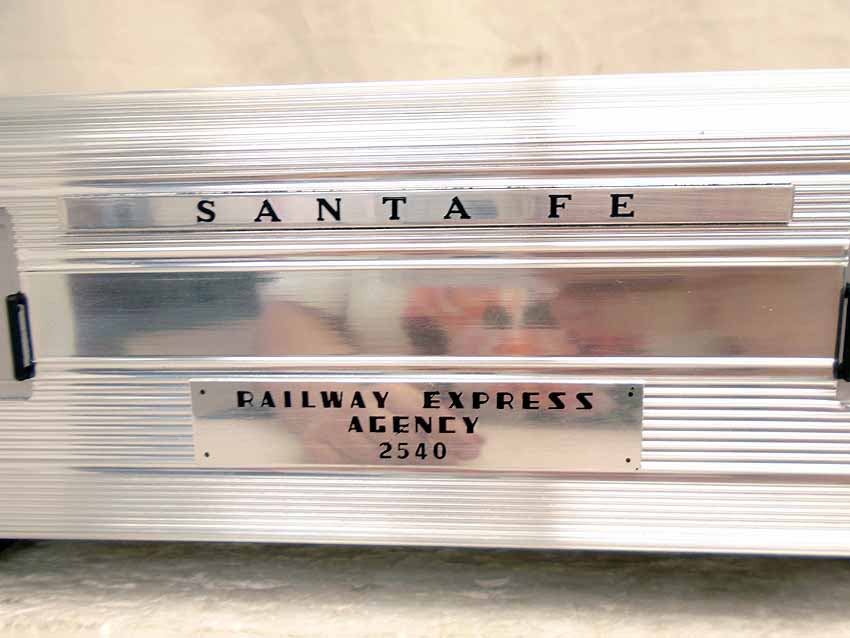 SANTA FE
RAILWAY EXPRESS
AGENCY
2540